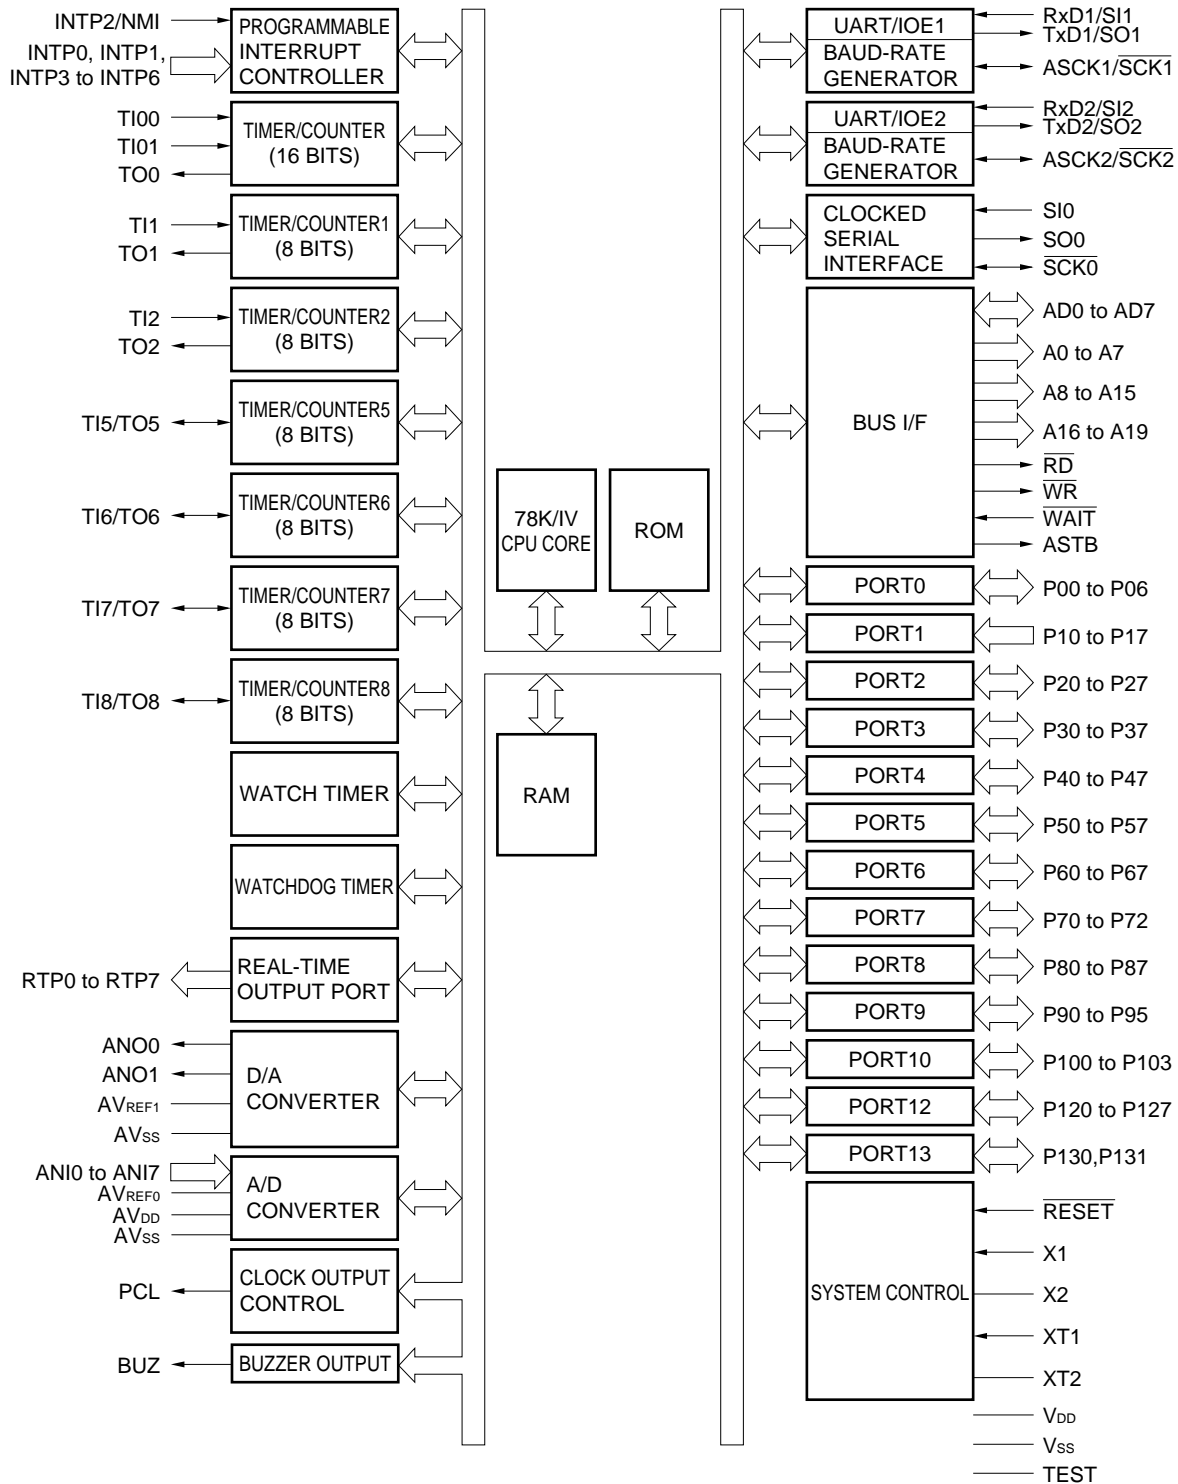 INTP2/NMI
INTP0, INTP1,
INTP3 to INTP6
PROGRAMMABLE
INTERRUPT
CONTROLLER
TI00
TI01
TO0
TIMER/COUNTER
(16 BITS)
TI1
TO1
TIMER/COUNTER1
(8 BITS)
TI2
TO2
TIMER/COUNTER2
(8 BITS)
TI5/TO5
TIMER/COUNTER5
(8 BITS)
TI6/TO6
TIMER/COUNTER6
(8 BITS)
TI7/TO7
TIMER/COUNTER7
(8 BITS)
TI8/TO8
TIMER/COUNTER8
(8 BITS)
WATCH TIMER
WATCHDOG TIMER
RTP0 to RTP7
REAL-TIME
OUTPUT PORT
ANO0
ANO1
AVREF1
AVSS
D/A
CONVERTER
ANI0 to ANI7
AVREF0
AVDD
AVSS
A/D
CONVERTER
PCL
CLOCK OUTPUT
CONTROL
BUZ
BUZZER OUTPUT
78K/IV
CPU CORE
ROM
RAM
UART/IOE1
BAUD-RATE
GENERATOR
RxD1/SI1
TxD1/SO1
ASCK1/SCK1
UART/IOE2
BAUD-RATE
GENERATOR
RxD2/SI2
TxD2/SO2
ASCK2/SCK2
CLOCKED
SERIAL
INTERFACE
SI0
SO0
SCK0
BUS I/F
AD0 to AD7
A0 to A7
A8 to A15
A16 to A19
RD
WR
WAIT
ASTB
PORT0
P00 to P06
PORT1
P10 to P17
PORT2
P20 to P27
PORT3
P30 to P37
PORT4
P40 to P47
PORT5
P50 to P57
PORT6
P60 to P67
PORT7
P70 to P72
PORT8
P80 to P87
PORT9
P90 to P95
PORT10
P100 to P103
PORT12
P120 to P127
PORT13
P130,P131
SYSTEM CONTROL
RESET
X1
X2
XT1
XT2
VDD
VSS
TEST